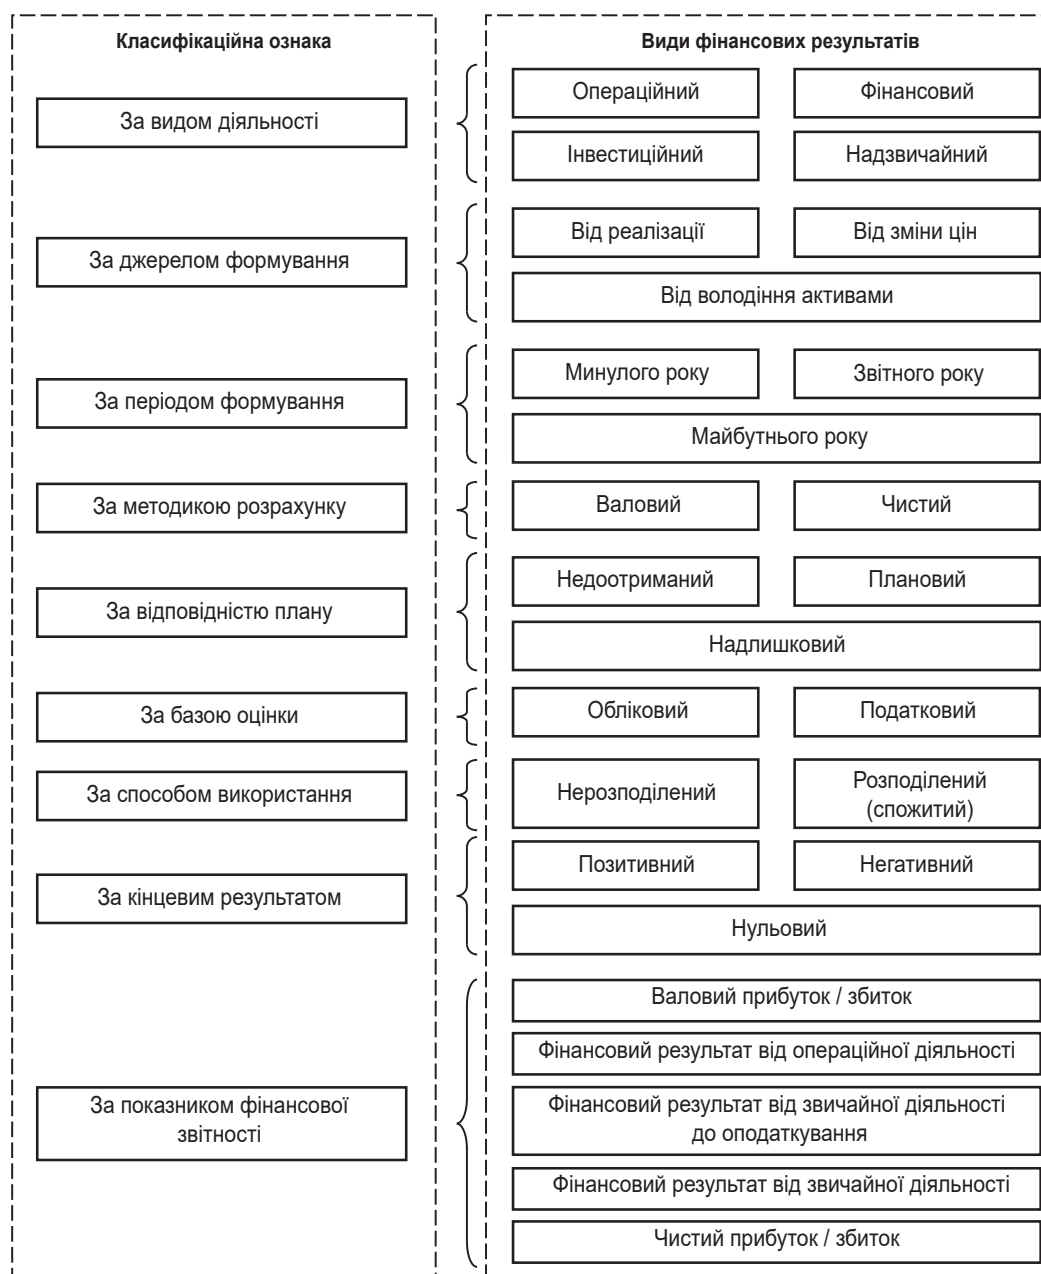 Класифікаційна ознака
Види фінансових результатів
За видом діяльності
Операційний
Фінансовий
Інвестиційний
Надзвичайний
За джерелом формування
Від реалізації
Від зміни цін
Від володіння активами
За періодом формування
Минулого року
Звітного року
Майбутнього року
За методикою розрахунку
Валовий
Чистий
За відповідністю плану
Недоотриманий
Плановий
Надлишковий
За базою оцінки
Обліковий
Податковий
За способом використання
Нерозподілений
Розподілений
(спожитий)
За кінцевим результатом
Позитивний
Негативний
Нульовий
За показником фінансової
звітності
Валовий прибуток / збиток
Фінансовий результат від операційної діяльності
Фінансовий результат від звичайної діяльності
до оподаткування
Фінансовий результат від звичайної діяльності
Чистий прибуток / збиток